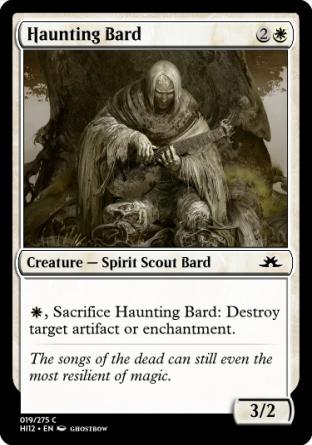 Haunting Bard 2
Creature — Spirit Scout Bard
, Sacrifice Haunting Bard: Destroy
target artifact or enchantment.
The songs of the dead can still even the
most resilient of magic.
3/2
019/275 C
HI12 • EN GHOSTBOW